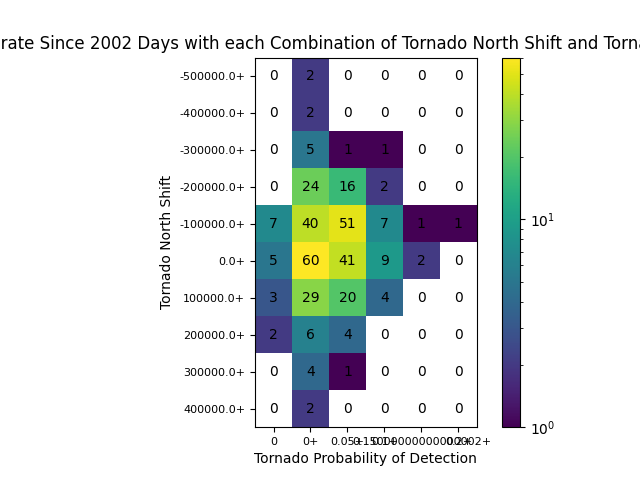 rate Since 2002 Days with each Combination of Tornado North Shift and Torna
-500000.0+ 0 2 0 0 0 0
-400000.0+ 0 2 0 0 0 0
-300000.0+ 0 5 1 1 0 0
-200000.0+ 0 24 16 2 0 0
-100000.0+ 7 40 51 7 1 1
0.0+ 5 60 41 9 2 0
100000.0+ 3 29 20 4 0 0
200000.0+ 2 6 4 0 0 0
300000.0+ 0 4 1 0 0 0
400000.0+ 0 2 0 0 0 0
0 0+ 0.05+
Tornado Probability of Detection
Tornado North Shift
10¹
10⁰